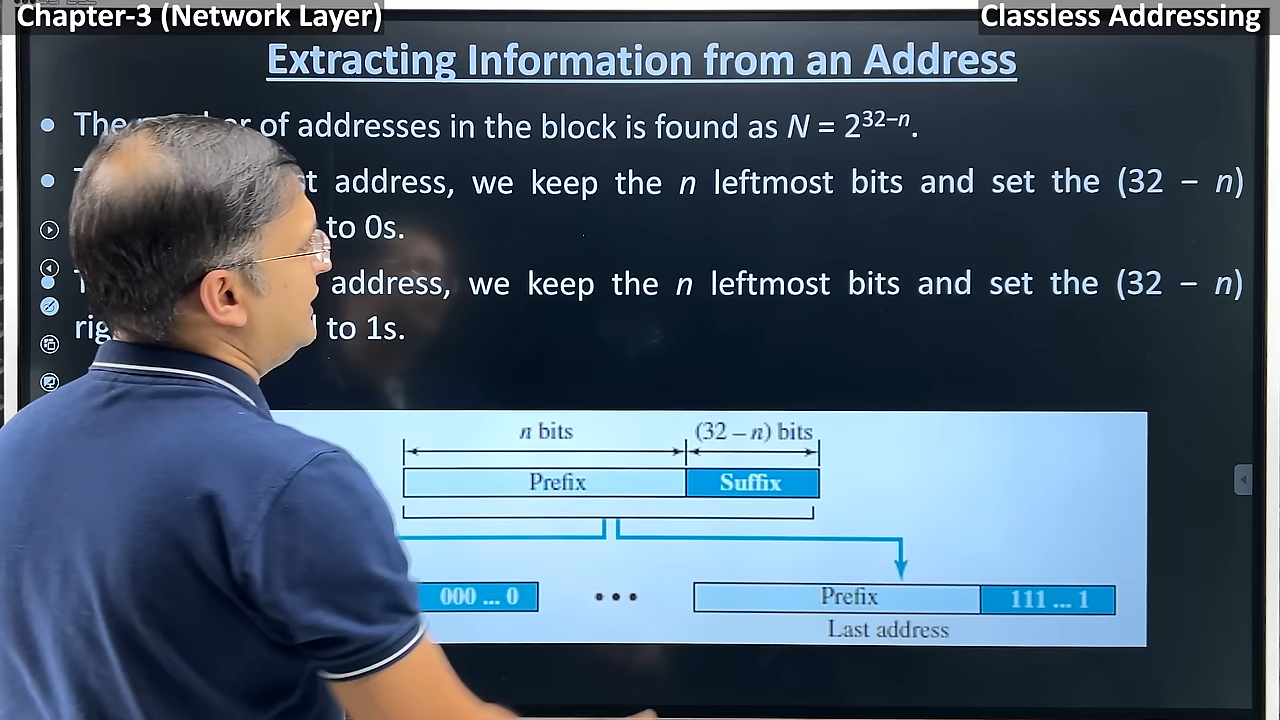 Chapter-3 (Network Layer)
Classless Addressing
Extracting Information from an Address
• The of addresses in the block is found as N = 2³²⁻ⁿ.
• address, we keep the n leftmost bits and set the (32 – n)
to 0s.
• address, we keep the n leftmost bits and set the (32 – n)
to 1s.
n bits
(32 – n) bits
Prefix
Suffix
000 ... 0
• • •
Prefix
111 ... 1
Last address